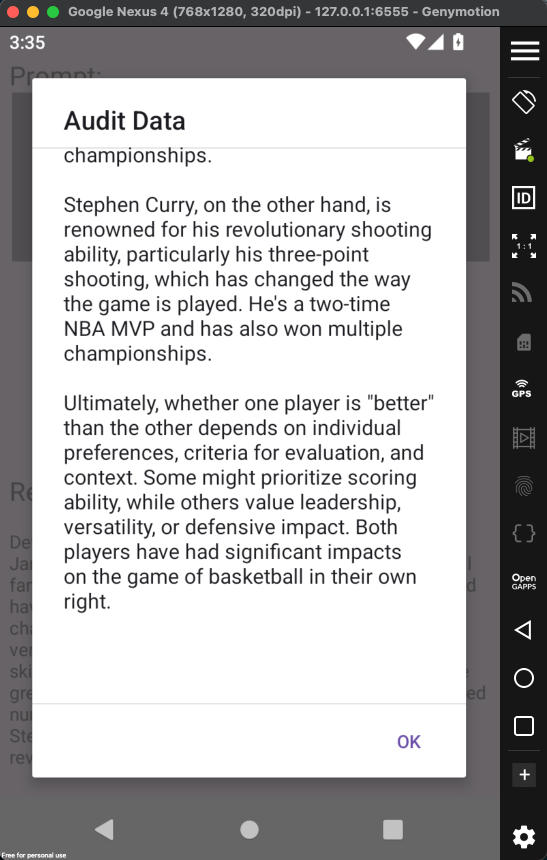 Google Nexus 4 (768x1280, 320dpi) - 127.0.0.1:6555 - Genymotion
3:35
Prompt:
Audit Data
championships.
Stephen Curry, on the other hand, is
renowned for his revolutionary shooting
ability, particularly his three-point
shooting, which has changed the way
the game is played. He's a two-time
NBA MVP and has also won multiple
championships.
Ultimately, whether one player is "better"
than the other depends on individual
preferences, criteria for evaluation, and
context. Some might prioritize scoring
ability, while others value leadership,
versatility, or defensive impact. Both
players have had significant impacts
on the game of basketball in their own
right.
OK
ID
1 : 1
GPS
Open
GAPPS
Free for personal use